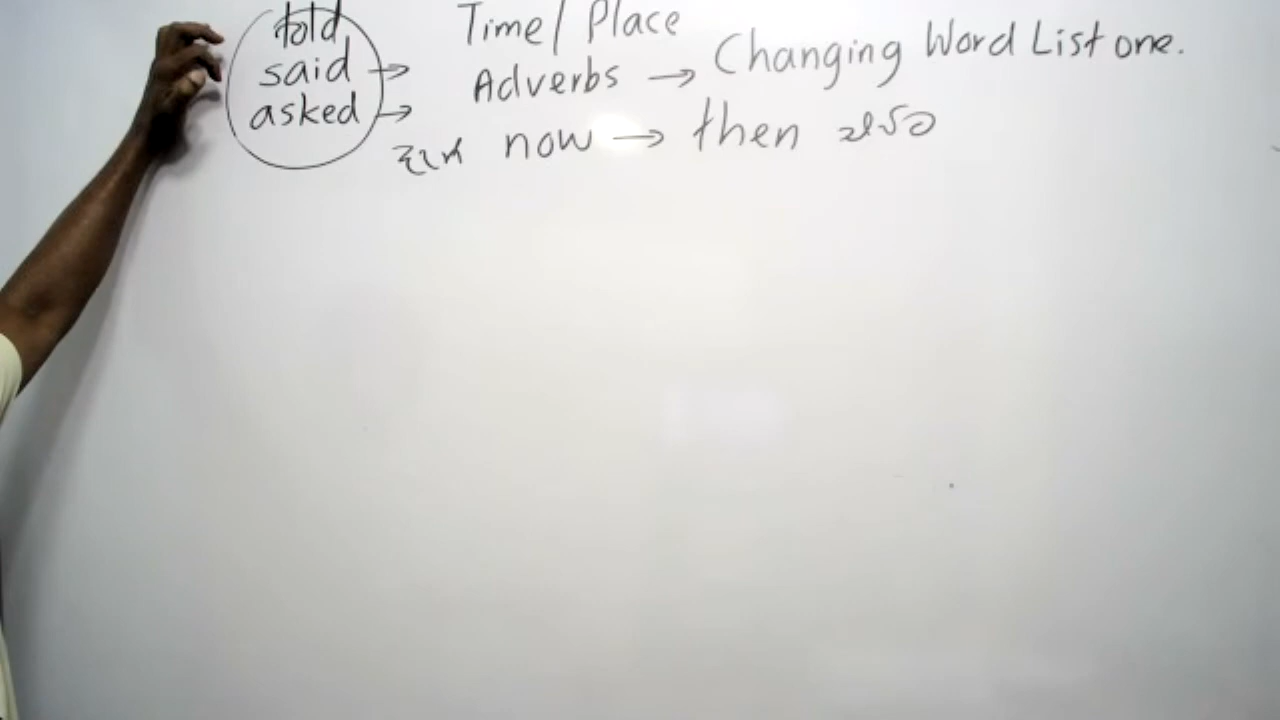 told
said →
asked →
Time / Place
Adverbs → Changing Word List one.
now → then